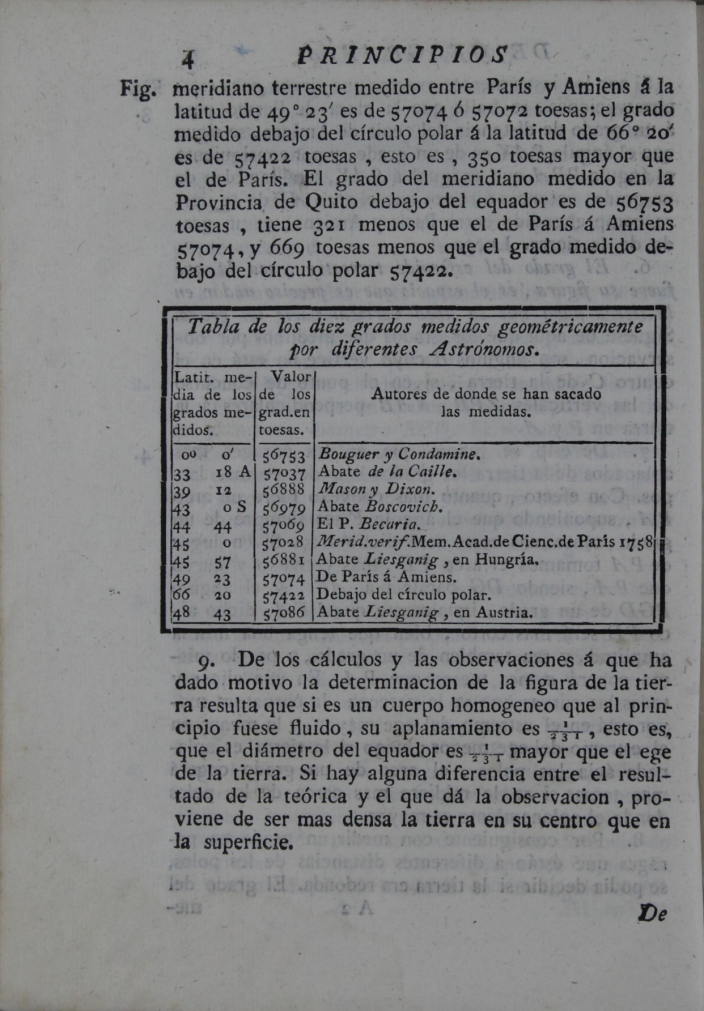 4 PRINCIPIOS
Fig. meridiano terrestre medido entre París y Amiens á la
latitud de 49° 23′ es de 57074 ó 57072 toesas; el grado
medido debajo del círculo polar á la latitud de 66° 20′
es de 57422 toesas , esto es , 350 toesas mayor que
el de París. El grado del meridiano medido en la
Provincia de Quito debajo del equador es de 56753
toesas , tiene 321 menos que el de París á Amiens
57074, y 669 toesas menos que el grado medido de-
bajo del círculo polar 57422.
Tabla de los diez grados medidos geométricamente
por diferentes Astrónomos.
Latit. me-
dia de los
grados me-
didos.
Valor
de los
grad.en
toesas.
Autores de donde se han sacado
las medidas.
00 0′ 56753 Bouguer y Condamine.
33 18 A 57037 Abate de la Caille.
39 12 56888 Mason y Dixon.
43 0 S 56979 Abate Boscovich.
44 44 57069 El P. Becaria.
45 0 57028 Merid.verif.Mem.Acad.de Cienc.de París 1758
45 57 56881 Abate Liesganig , en Hungría.
49 23 57074 De París á Amiens.
66 20 57422 Debajo del círculo polar.
48 43 57086 Abate Liesganig , en Austria.
9. De los cálculos y las observaciones á que ha
dado motivo la determinacion de la figura de la tier-
ra resulta que si es un cuerpo homogeneo que al prin-
cipio fuese fluido , su aplanamiento es 1/231 , esto es,
que el diámetro del equador es 1/231 mayor que el ege
de la tierra. Si hay alguna diferencia entre el resul-
tado de la teórica y el que dá la observacion , pro-
viene de ser mas densa la tierra en su centro que en
la superficie.
De